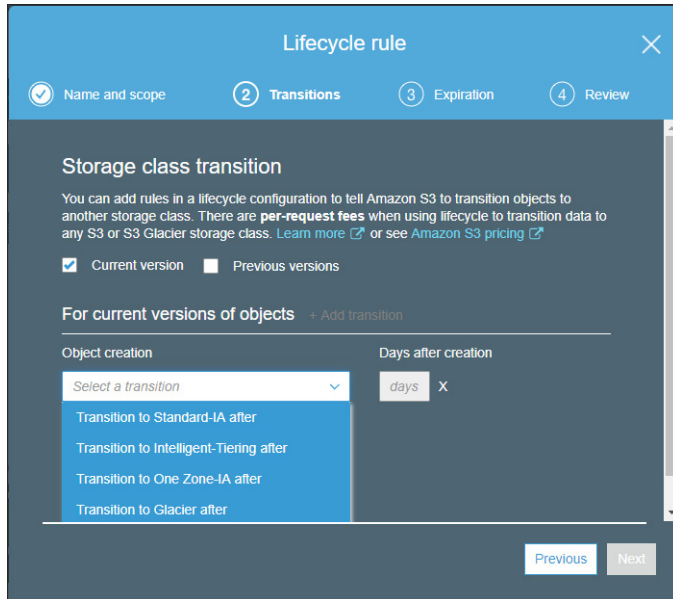 Lifecycle rule
Name and scope
2 Transitions
3 Expiration
4 Review
Storage class transition
You can add rules in a lifecycle configuration to tell Amazon S3 to transition objects to
another storage class. There are per-request fees when using lifecycle to transition data to
any S3 or S3 Glacier storage class. Learn more or see Amazon S3 pricing
Current version Previous versions
For current versions of objects + Add transition
Object creation Days after creation
Select a transition days X
Transition to Standard-IA after
Transition to Intelligent-Tiering after
Transition to One Zone-IA after
Transition to Glacier after
Previous Next